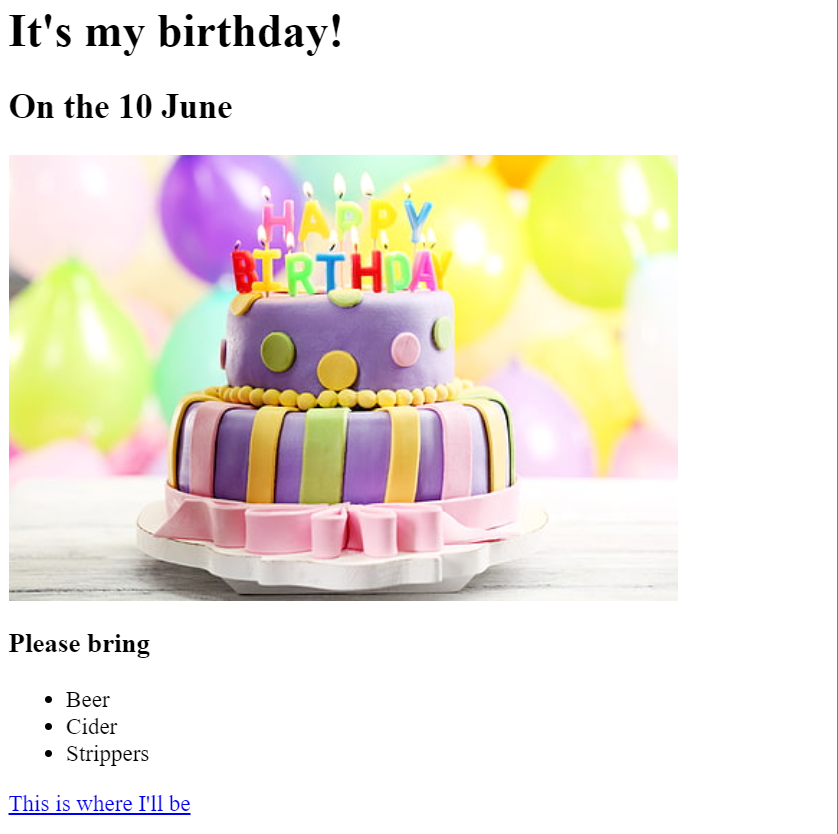 It's my birthday!
On the 10 June
HAPPY
BIRTHDAY
Please bring
Beer
Cider
Strippers
This is where I'll be